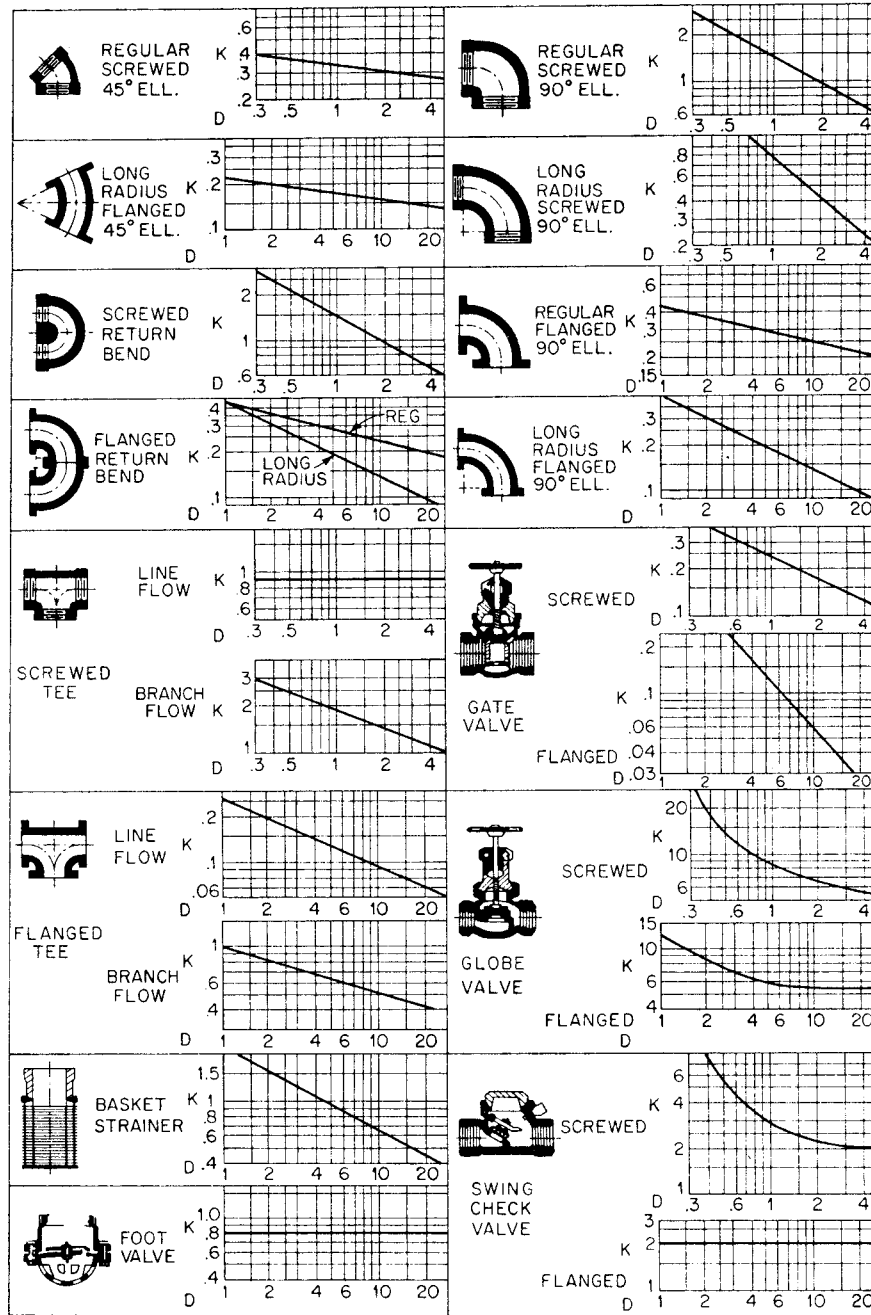 REGULAR
SCREWED
45° ELL.
K
.6
.4
.3
.2
D
.3 .5 1 2 4
REGULAR
SCREWED
90° ELL.
K
2
1
.6
D
.3 .5 1 2 4
LONG
RADIUS
FLANGED
45° ELL.
K
.3
.2
.1
D
1 2 4 6 10 20
LONG
RADIUS
SCREWED
90° ELL.
K
.8
.6
.4
.3
.2
D
.3 .5 1 2 4
SCREWED
RETURN
BEND
K
2
1
.6
D
.3 .5 1 2 4
REGULAR
FLANGED
90° ELL.
K
.6
.4
.3
.2
.15
D
1 2 4 6 10 20
FLANGED
RETURN
BEND
K
.4
.3
.2
.1
REG
LONG
RADIUS
D
1 2 4 6 10 20
LONG
RADIUS
FLANGED
90° ELL.
K
.3
.2
.1
D
1 2 4 6 10 20
SCREWED
TEE
LINE
FLOW
K
1
.8
.6
D
.3 .5 1 2 4
BRANCH
FLOW
K
3
2
1
D
.3 .5 1 2 4
GATE
VALVE
SCREWED
K
.3
.2
.1
D
.3 .6 1 2 4
FLANGED
K
.2
.1
.06
.04
.03
D
1 2 4 6 10 20
FLANGED
TEE
LINE
FLOW
K
.2
.1
.06
D
1 2 4 6 10 20
BRANCH
FLOW
K
1
.6
.4
D
1 2 4 6 10 20
GLOBE
VALVE
SCREWED
K
20
10
6
D
.3 .6 1 2 4
FLANGED
K
15
10
6
4
D
1 2 4 6 10 20
BASKET
STRAINER
K
1.5
1
.8
.6
.4
D
1 2 4 6 10 20
FOOT
VALVE
K
1.0
.8
.6
.4
D
1 2 4 6 10 20
SWING
CHECK
VALVE
SCREWED
K
6
4
2
1
D
.3 .6 1 2 4
FLANGED
K
3
2
1
D
1 2 4 6 10 20